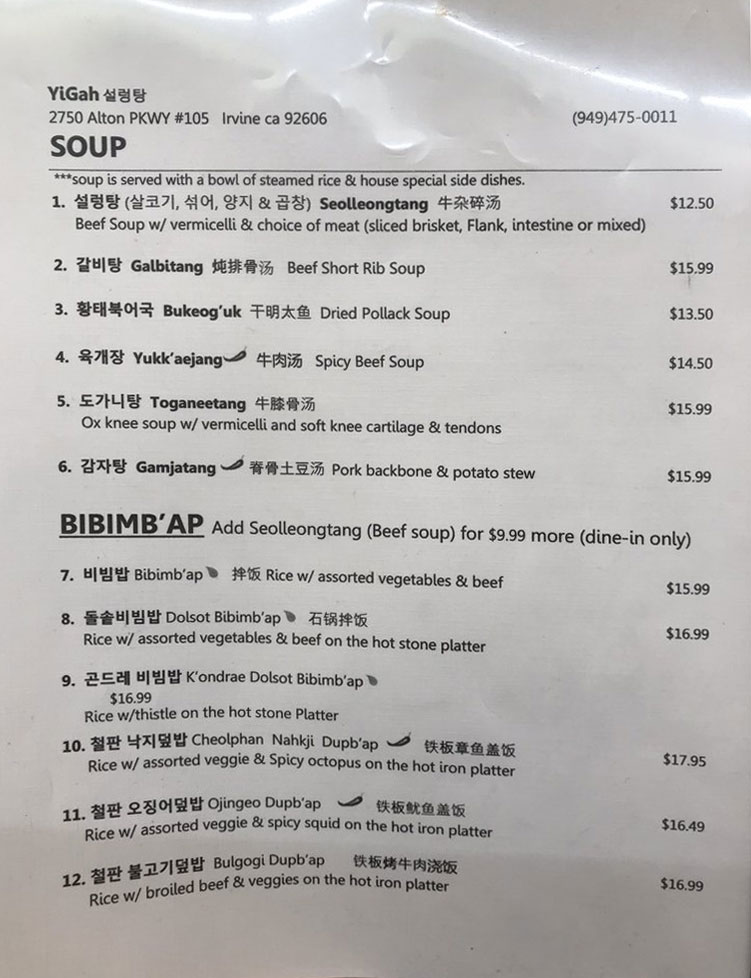 YiGah 설렁탕
2750 Alton PKWY #105 Irvine ca 92606 (949)475-0011
SOUP
***soup is served with a bowl of steamed rice & house special side dishes.
1. 설렁탕 (살코기, 섞어, 양지 & 곱창) Seolleongtang 牛杂碎汤 $12.50
Beef Soup w/ vermicelli & choice of meat (sliced brisket, Flank, intestine or mixed)
2. 갈비탕 Galbitang 炖排骨汤 Beef Short Rib Soup $15.99
3. 황태북어국 Bukeog'uk 干明太鱼 Dried Pollack Soup $13.50
4. 육개장 Yukk'aejang 牛肉汤 Spicy Beef Soup $14.50
5. 도가니탕 Toganeetang 牛膝骨汤 $15.99
Ox knee soup w/ vermicelli and soft knee cartilage & tendons
6. 감자탕 Gamjatang 脊骨土豆汤 Pork backbone & potato stew $15.99
BIBIMB'AP Add Seolleongtang (Beef soup) for $9.99 more (dine-in only)
7. 비빔밥 Bibimb'ap 拌饭 Rice w/ assorted vegetables & beef $15.99
8. 돌솥비빔밥 Dolsot Bibimb'ap 石锅拌饭 $16.99
Rice w/ assorted vegetables & beef on the hot stone platter
9. 곤드레 비빔밥 K'ondrae Dolsot Bibimb'ap
$16.99
Rice w/thistle on the hot stone Platter
10. 철판 낙지덮밥 Cheolphan Nahkji Dupb'ap 铁板章鱼盖饭 $17.95
Rice w/ assorted veggie & Spicy octopus on the hot iron platter
11. 철판 오징어덮밥 Ojingeo Dupb'ap 铁板鱿鱼盖饭 $16.49
Rice w/ assorted veggie & spicy squid on the hot iron platter
12. 철판 불고기덮밥 Bulgogi Dupb'ap 铁板烤牛肉浇饭 $16.99
Rice w/ broiled beef & veggies on the hot iron platter